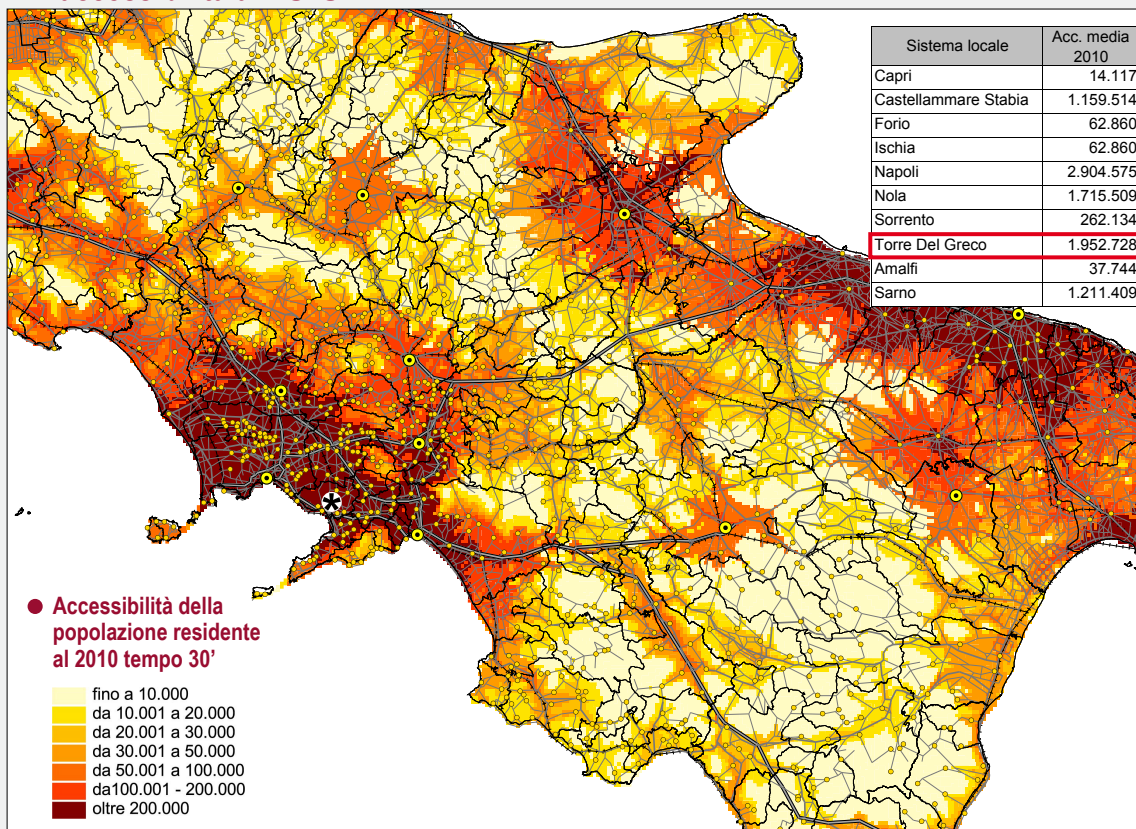 Sistema locale Acc. media 2010
Capri 14.117
Castellammare Stabia 1.159.514
Forio 62.860
Ischia 62.860
Napoli 2.904.575
Nola 1.715.509
Sorrento 262.134
Torre Del Greco 1.952.728
Amalfi 37.744
Sarno 1.211.409
Accessibilità della
popolazione residente
al 2010 tempo 30’
fino a 10.000
da 10.001 a 20.000
da 20.001 a 30.000
da 30.001 a 50.000
da 50.001 a 100.000
da100.001 - 200.000
oltre 200.000